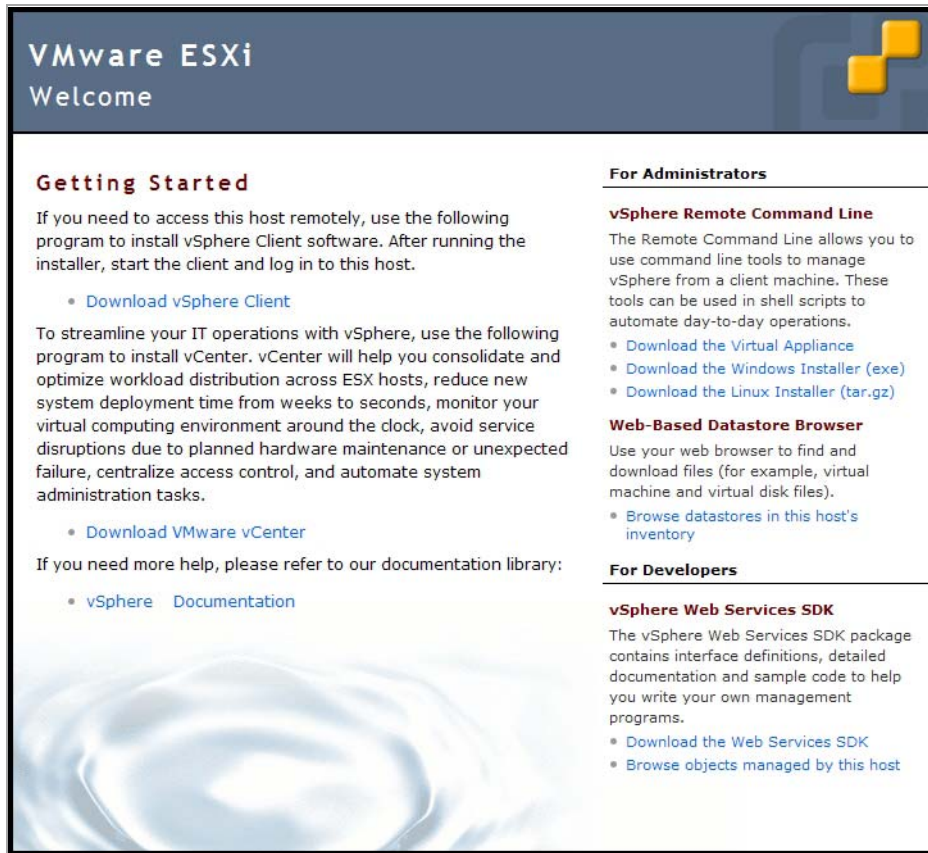 VMware ESXi
Welcome
Getting Started
If you need to access this host remotely, use the following
program to install vSphere Client software. After running the
installer, start the client and log in to this host.
• Download vSphere Client
To streamline your IT operations with vSphere, use the following
program to install vCenter. vCenter will help you consolidate and
optimize workload distribution across ESX hosts, reduce new
system deployment time from weeks to seconds, monitor your
virtual computing environment around the clock, avoid service
disruptions due to planned hardware maintenance or unexpected
failure, centralize access control, and automate system
administration tasks.
• Download VMware vCenter
If you need more help, please refer to our documentation library:
• vSphere Documentation
For Administrators
vSphere Remote Command Line
The Remote Command Line allows you to
use command line tools to manage
vSphere from a client machine. These
tools can be used in shell scripts to
automate day-to-day operations.
• Download the Virtual Appliance
• Download the Windows Installer (exe)
• Download the Linux Installer (tar.gz)
Web-Based Datastore Browser
Use your web browser to find and
download files (for example, virtual
machine and virtual disk files).
• Browse datastores in this host's
inventory
For Developers
vSphere Web Services SDK
The vSphere Web Services SDK package
contains interface definitions, detailed
documentation and sample code to help
you write your own management
programs.
• Download the Web Services SDK
• Browse objects managed by this host